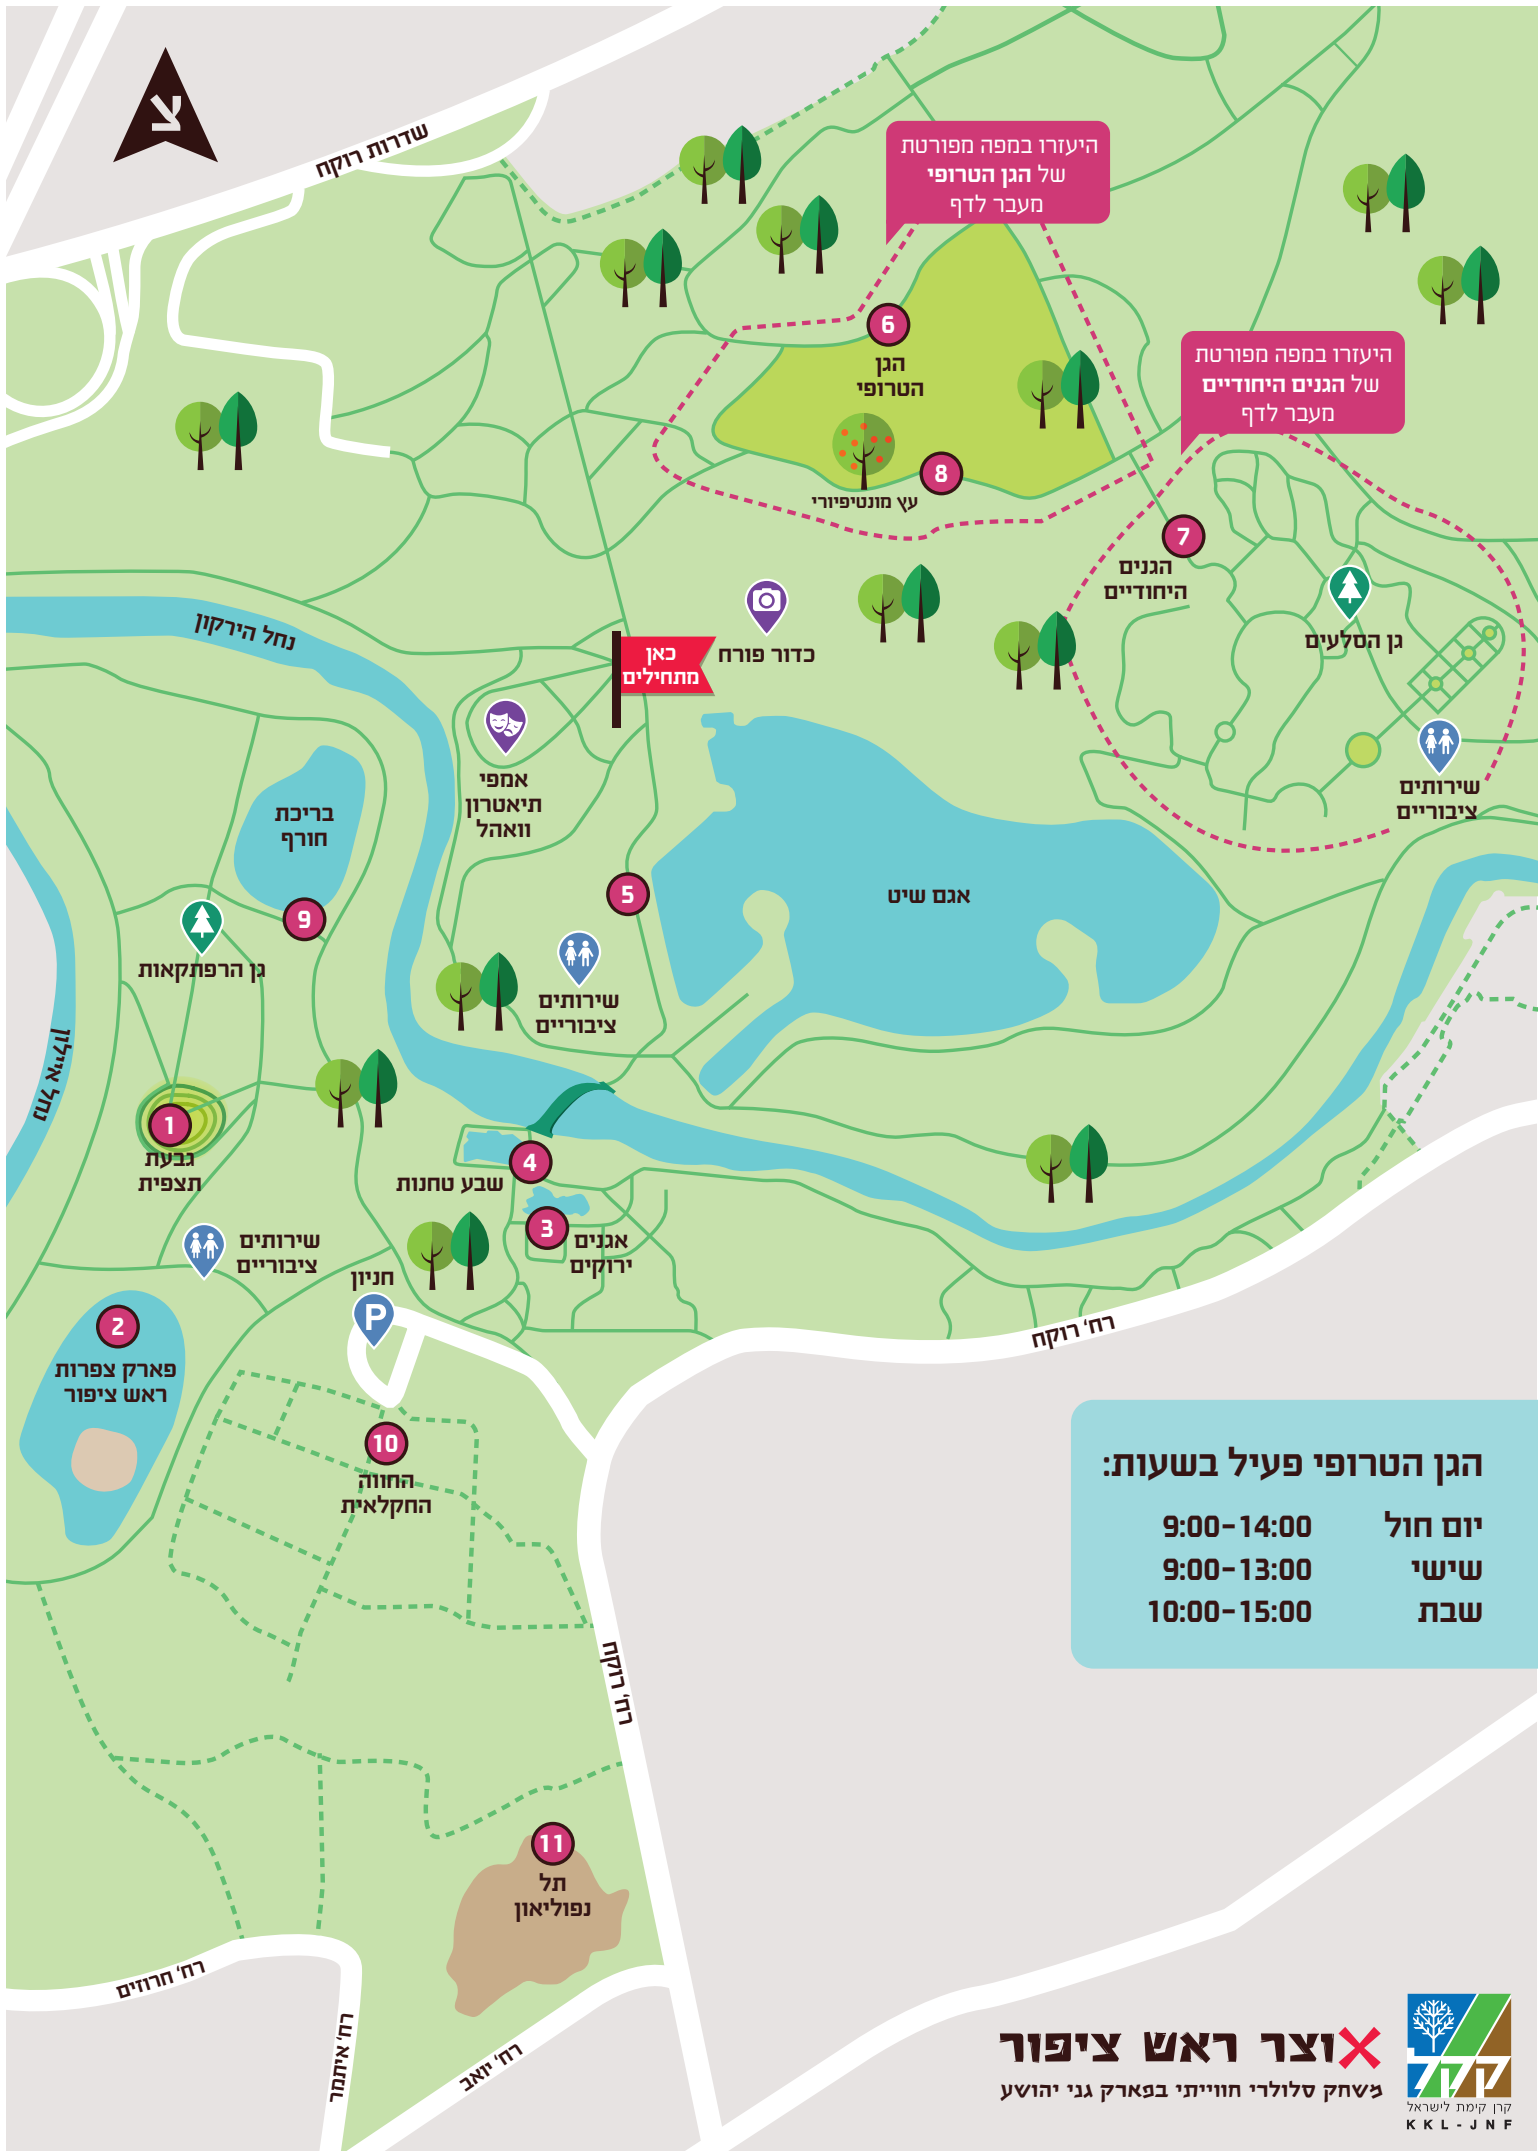 צ
שדרות רוקח
היעזרו במפה מפורטת
של הגן הטרופי
מעבר לדף
6
הגן
הטרופי
היעזרו במפה מפורטת
של הגנים היחודיים
מעבר לדף
8
עץ מונטיפיורי
7
הגנים
היחודיים
גן הסלעים
נחל הירקון
כאן
מתחילים
כדור פורח
אמפי
תיאטרון
וואהל
שירותים
ציבוריים
בריכת
חורף
אגם שיט
5
9
גן הרפתקאות
שירותים
ציבוריים
נחל איילון
1
גבעת
תצפית
4
שבע טחנות
3
אגנים
ירוקים
שירותים
ציבוריים
חניון
P
2
פארק צפרות
ראש ציפור
רח' רוקח
10
החווה
החקלאית
הגן הטרופי פעיל בשעות:
יום חול 9:00-14:00
שישי 9:00-13:00
שבת 10:00-15:00
רח' רוקח
11
תל
נפוליאון
רח' חרוזים
רח' איתמר
רח' יואב
אוצר ראש ציפור
משחק סלולרי חווייתי בפארק גני יהושע
קקל
קרן קימת לישראל
KKL-JNF